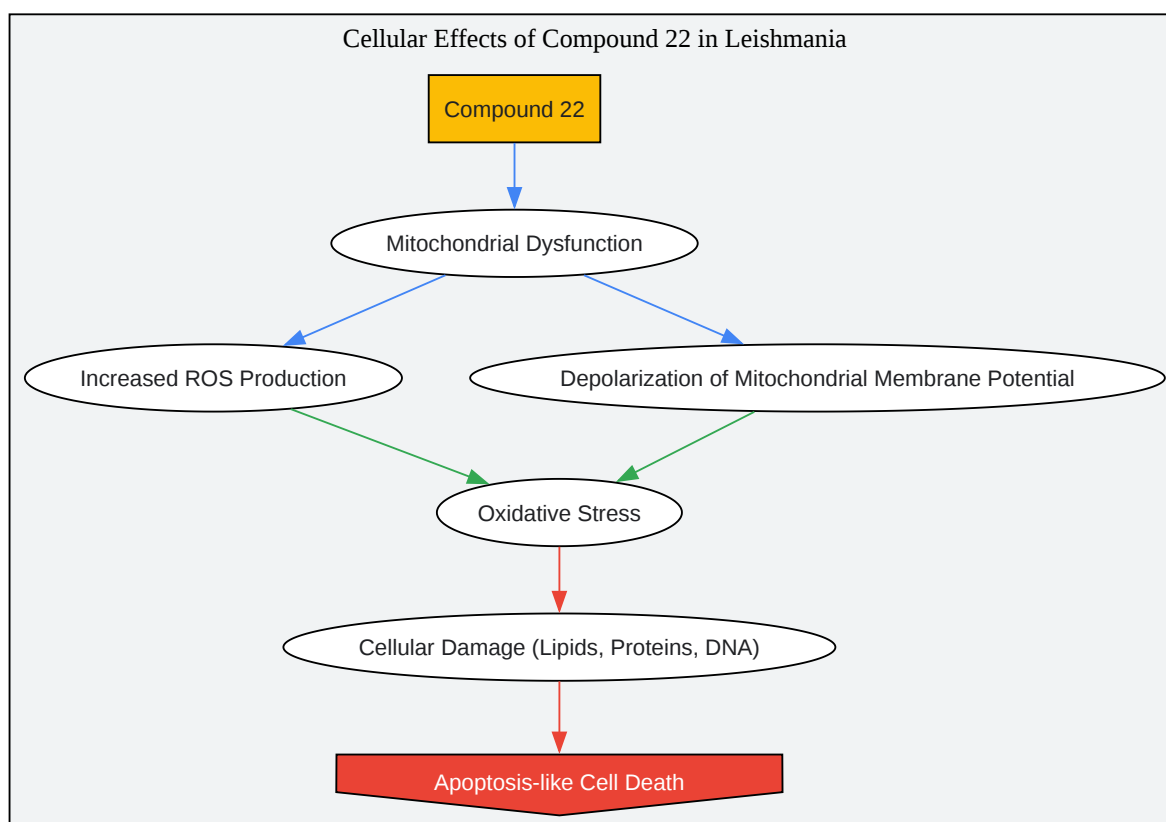 Cellular Effects of Compound 22 in Leishmania
Compound 22
Mitochondrial Dysfunction
Increased ROS Production
Depolarization of Mitochondrial Membrane Potential
Oxidative Stress
Cellular Damage (Lipids, Proteins, DNA)
Apoptosis-like Cell Death